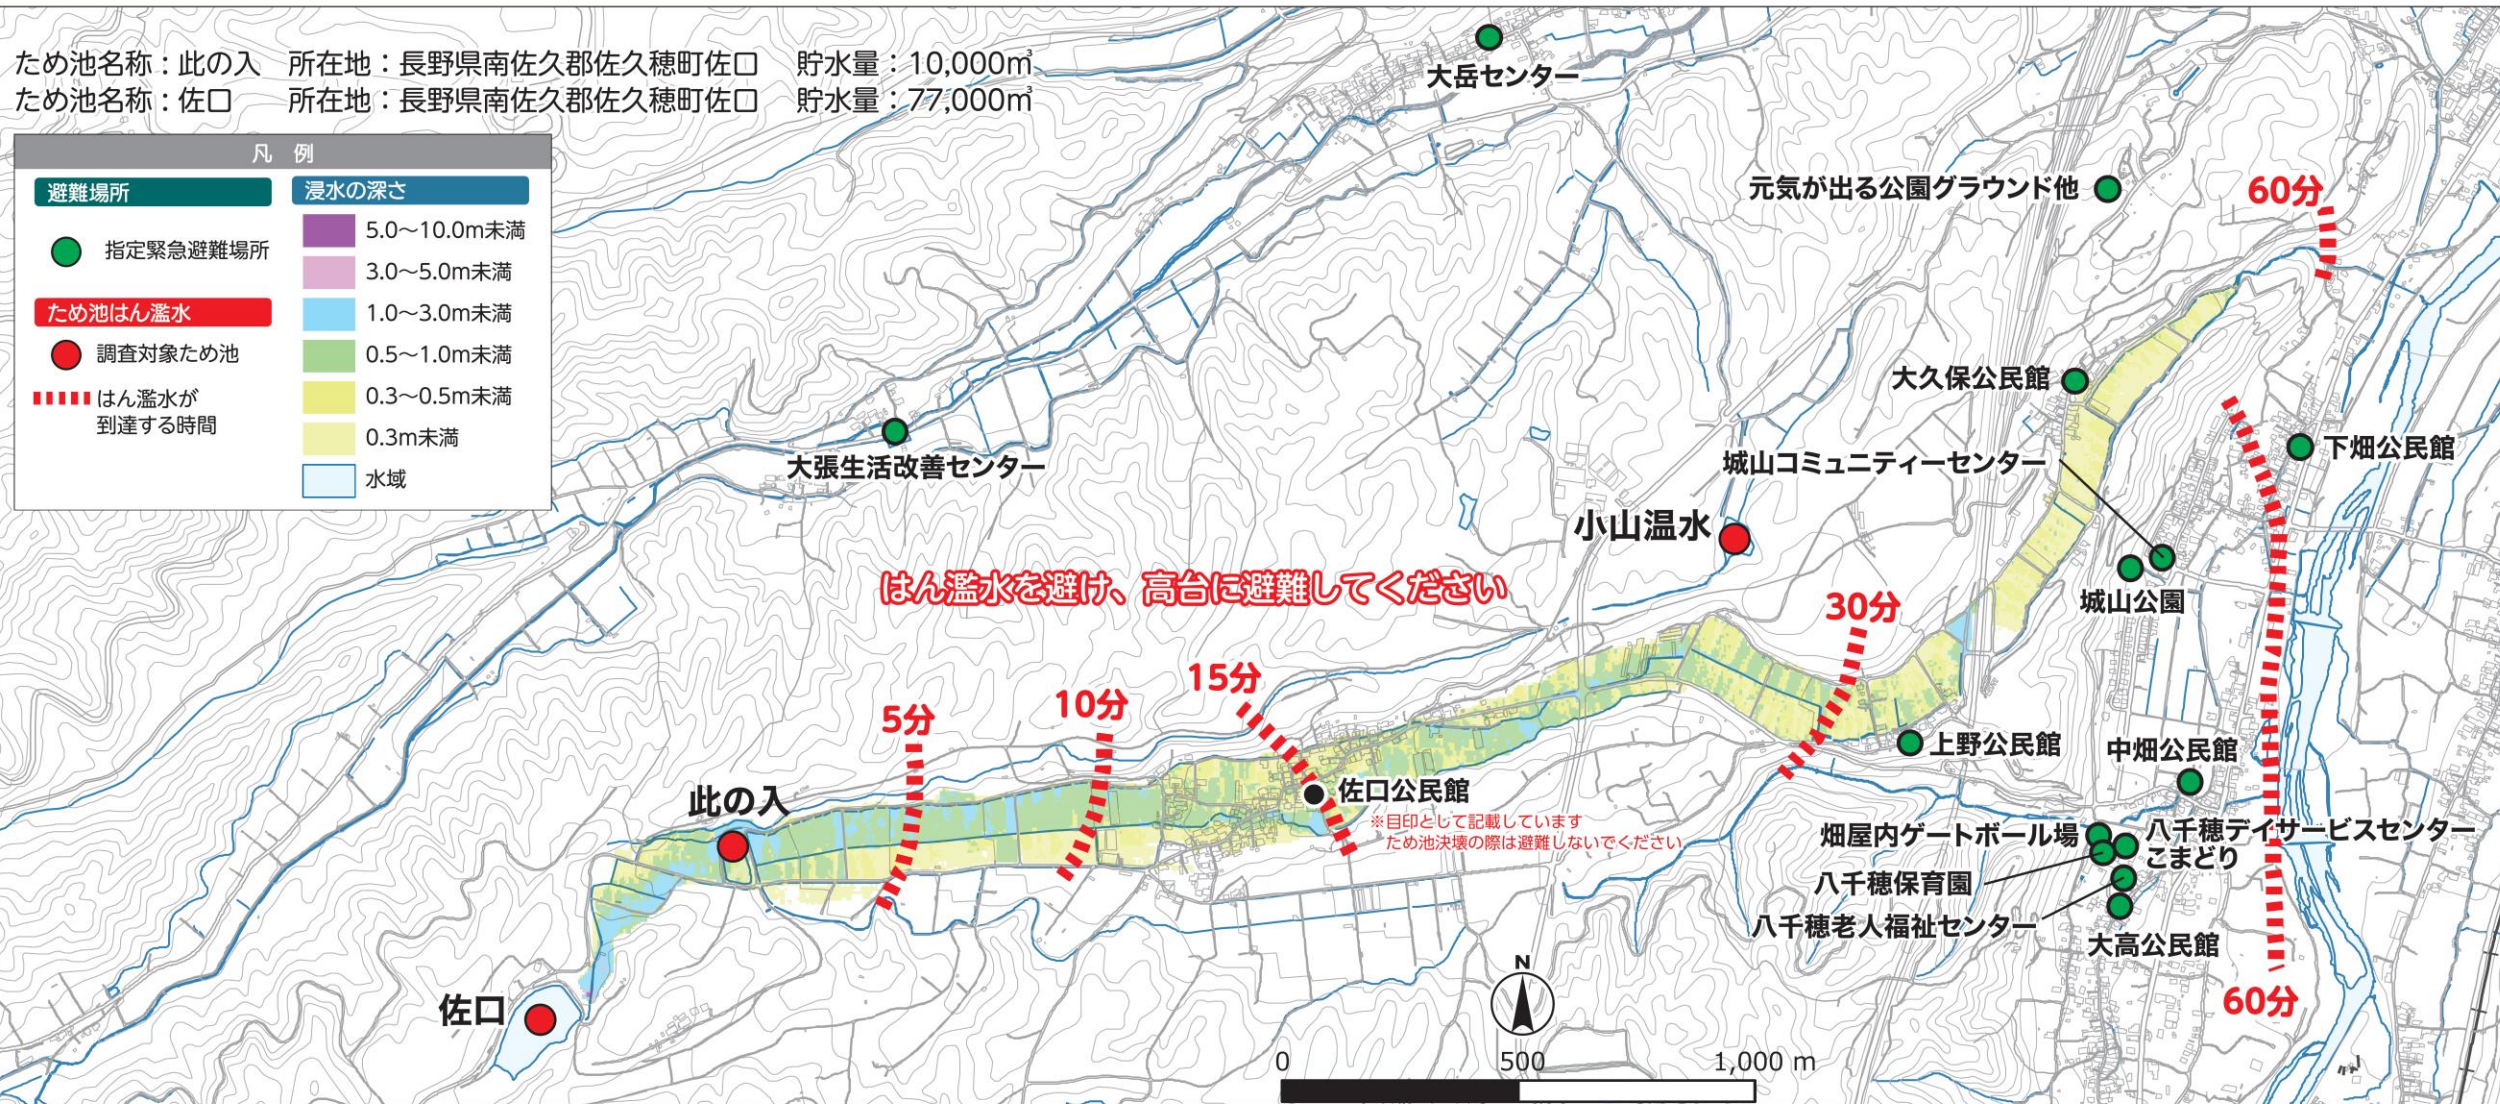 ため池名称：此の入　所在地：長野県南佐久郡佐久穂町佐口　貯水量：10,000㎥
ため池名称：佐口　所在地：長野県南佐久郡佐久穂町佐口　貯水量：77,000㎥
凡　例
避難場所
指定緊急避難場所
ため池はん濫水
調査対象ため池
はん濫水が
到達する時間
浸水の深さ
5.0～10.0m未満
3.0～5.0m未満
1.0～3.0m未満
0.5～1.0m未満
0.3～0.5m未満
0.3m未満
水域
大岳センター
元気が出る公園グラウンド他
60分
大久保公民館
下畑公民館
大張生活改善センター
城山コミュニティーセンター
小山温水
はん濫水を避け、高台に避難してください
城山公園
30分
15分
10分
5分
上野公民館
中畑公民館
此の入
佐口公民館
※目印として記載しています
ため池決壊の際は避難しないでください
畑屋内ゲートボール場
八千穂デイサービスセンター
こまどり
八千穂保育園
八千穂老人福祉センター
大高公民館
佐口
60分
N
0 500 1,000 m